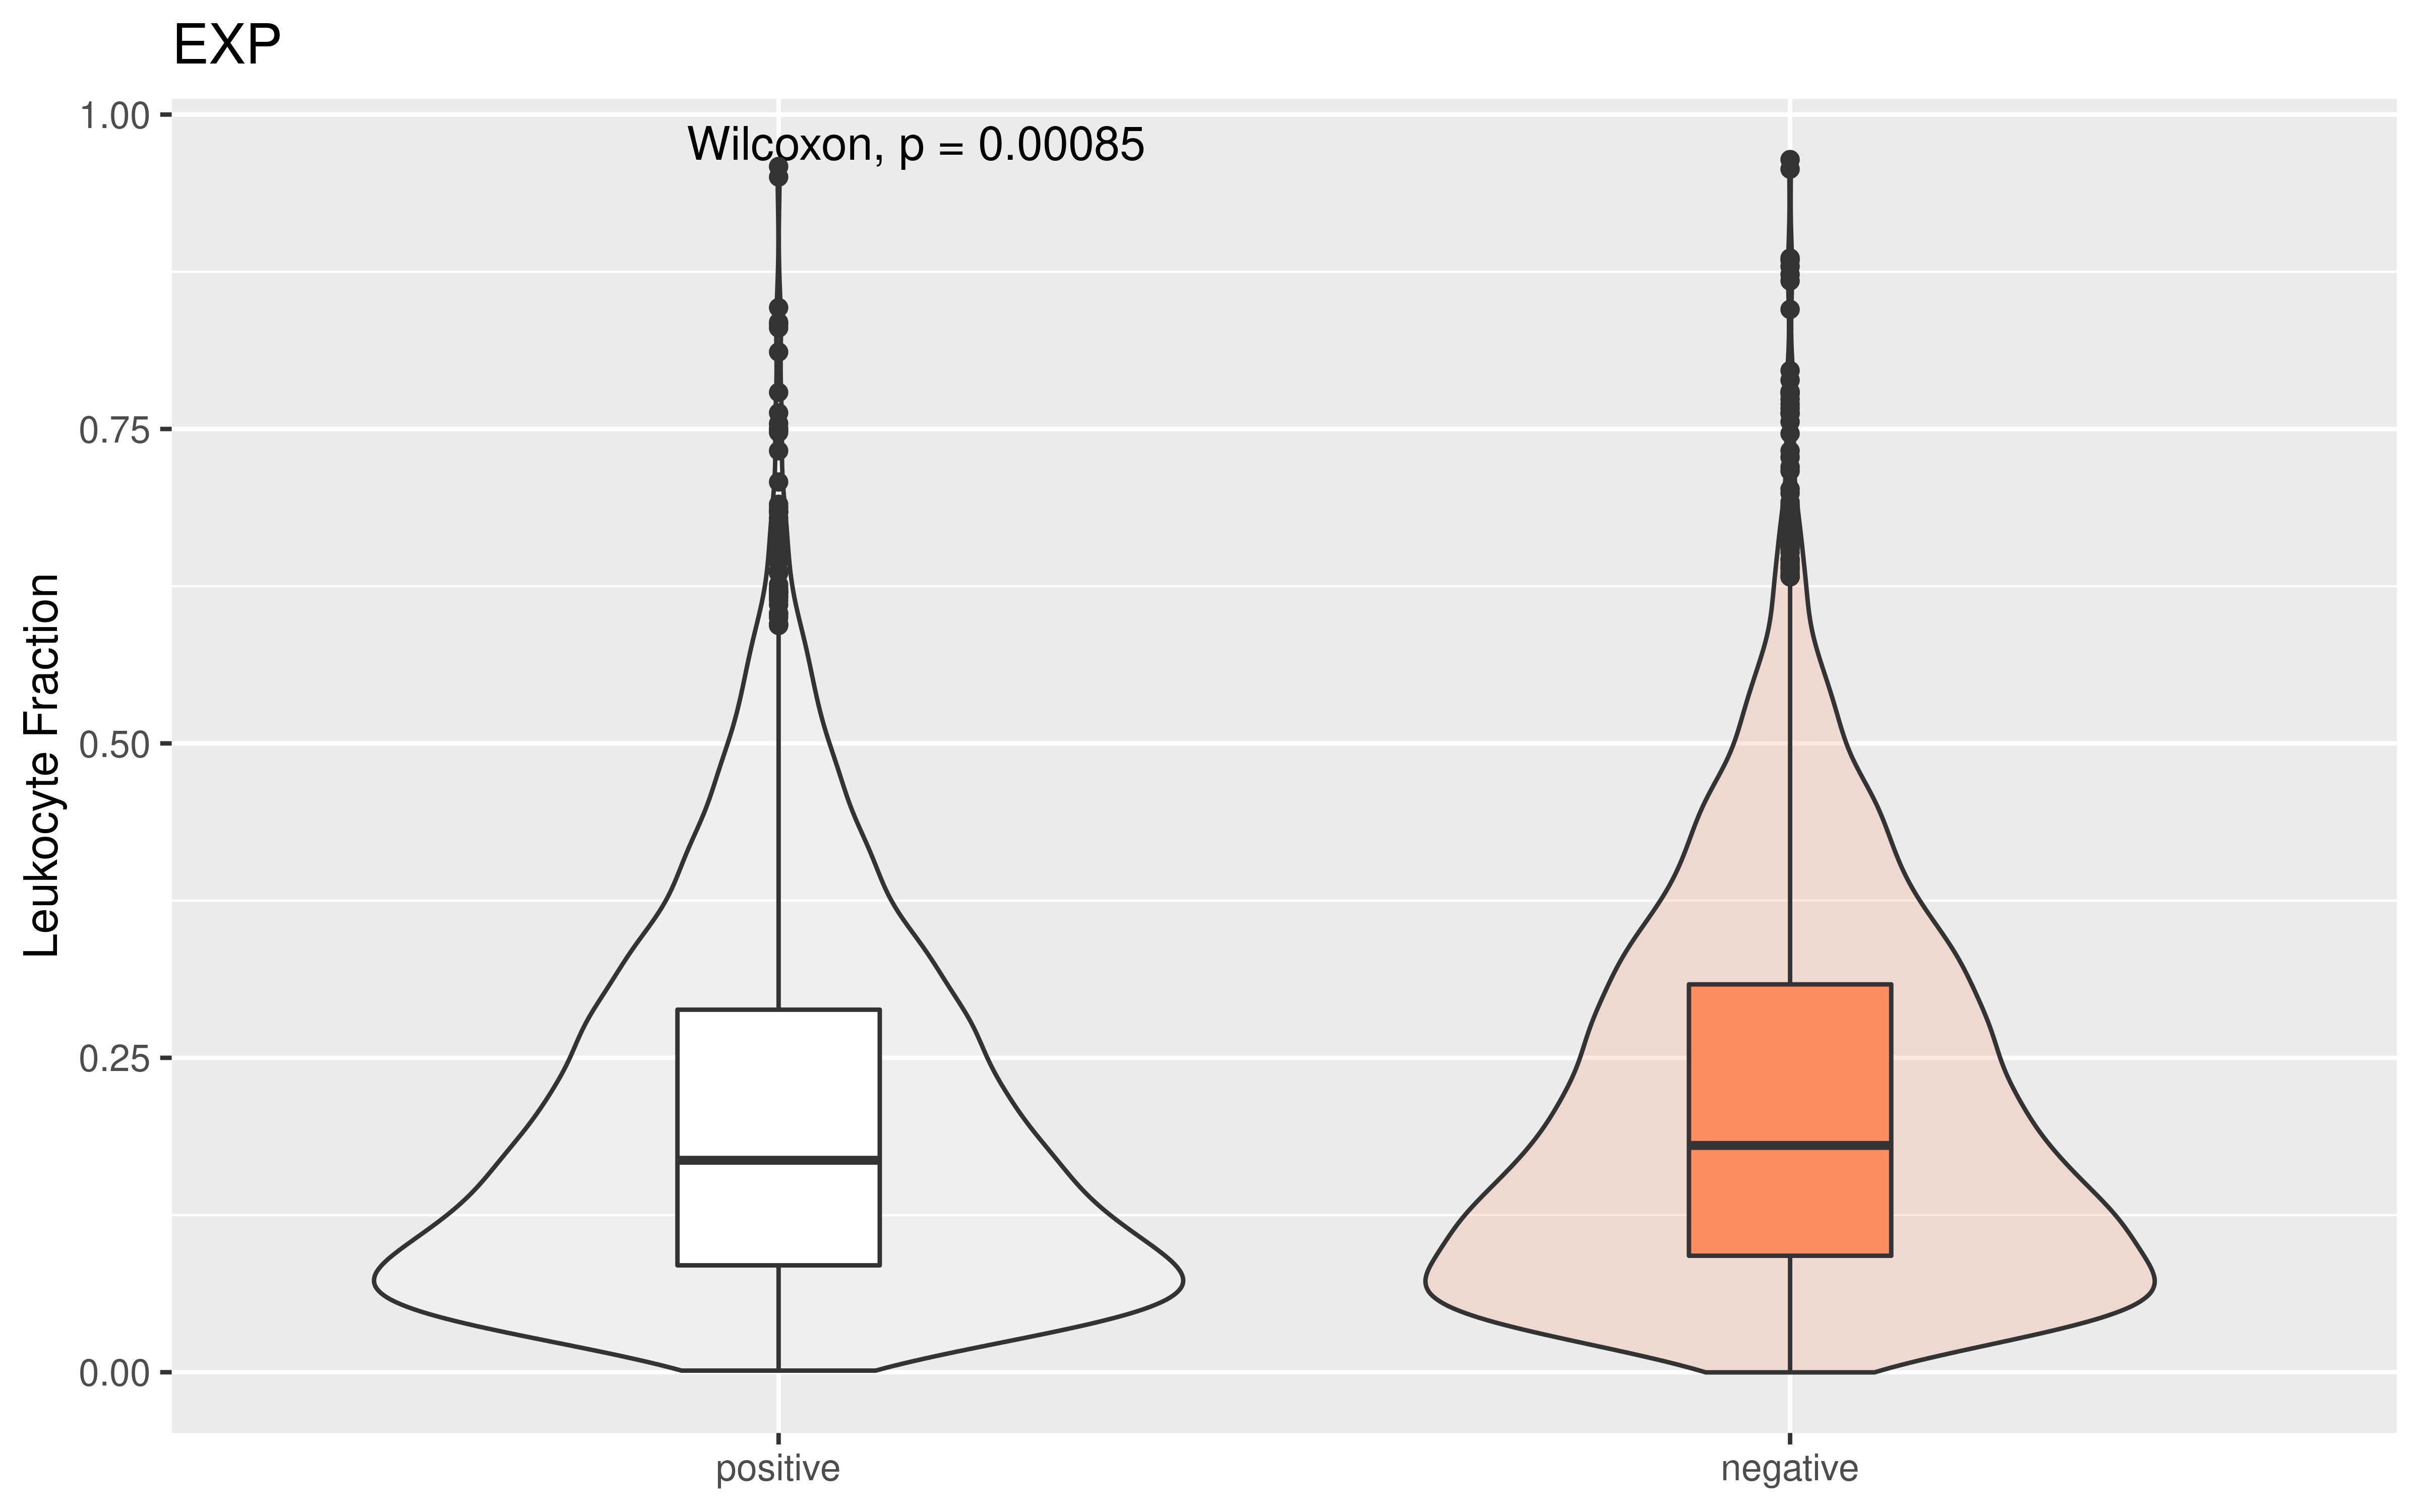 EXP
Wilcoxon, p = 0.00085
1.00
0.75
0.50
0.25
0.00
Leukocyte Fraction
positive
negative